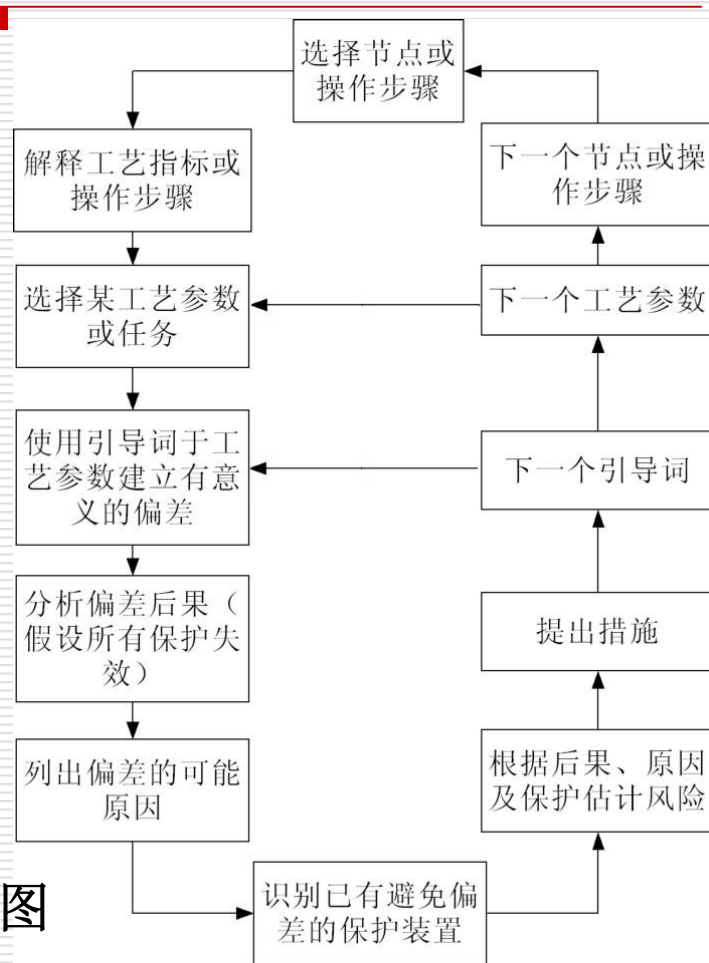 选择节点或
操作步骤
解释工艺指标或
操作步骤
下一个节点或操
作步骤
选择某工艺参数
或任务
下一个工艺参数
使用引导词于工
艺参数建立有意
义的偏差
下一个引导词
分析偏差后果（
假设所有保护失
效）
提出措施
列出偏差的可能
原因
根据后果、原因
及保护估计风险
识别已有避免偏
差的保护装置
图